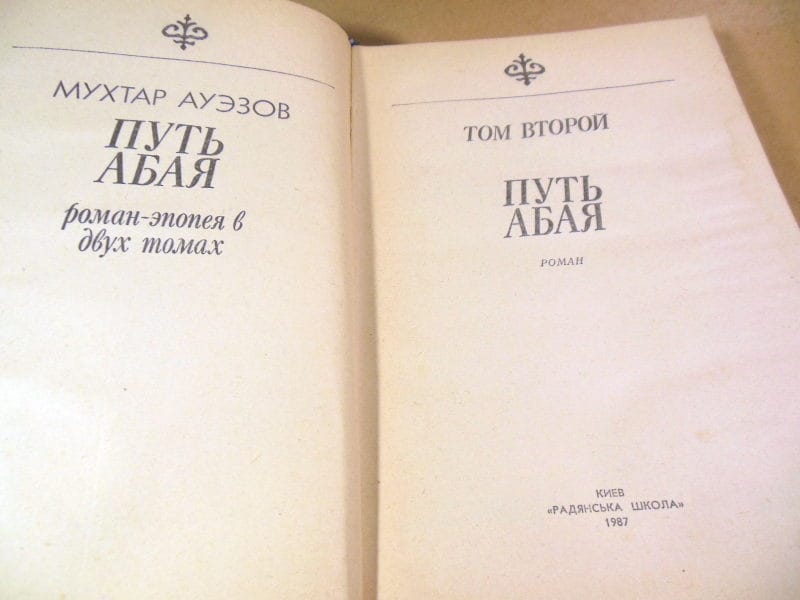 МУХТАР АУЭЗОВ
ПУТЬ
АБАЯ
роман-эпопея в
двух томах
ТОМ ВТОРОЙ
ПУТЬ
АБАЯ
РОМАН
КИЕВ
«РАДЯНСЬКА ШКОЛА»
1987